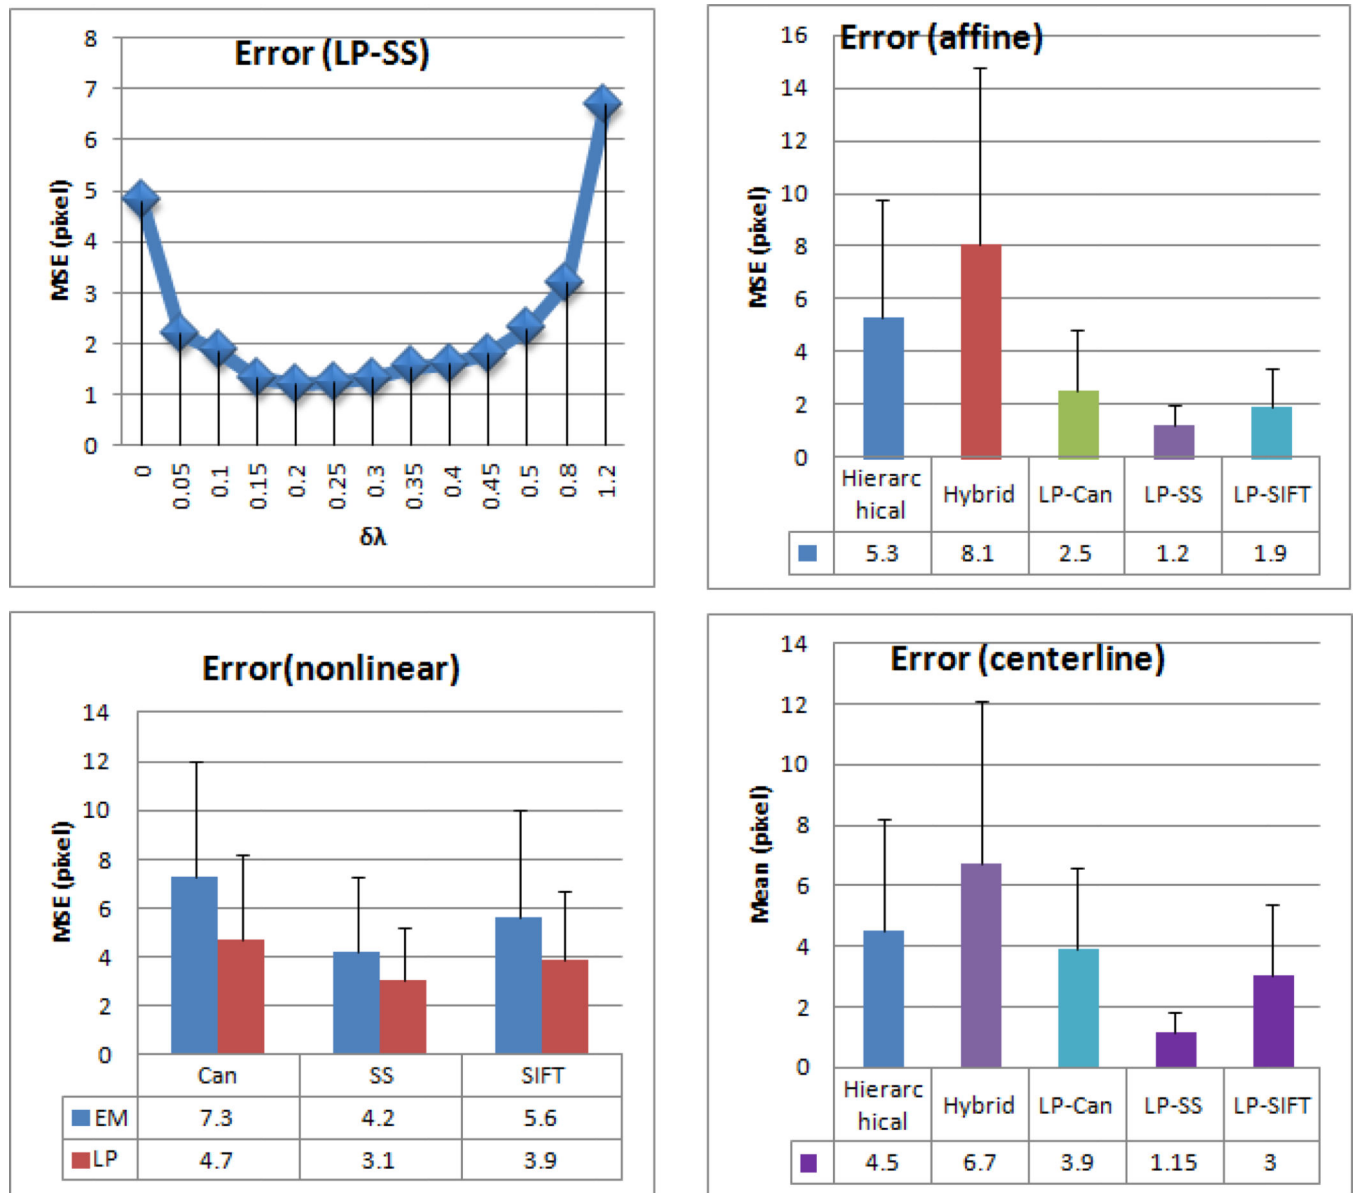 Error (LP-SS)
MSE (pixel)
8
7
6
5
4
3
2
1
0
0 0.05 0.1 0.15 0.2 0.25 0.3 0.35 0.4 0.45 0.5 0.8 1.2
δλ
Error (affine)
MSE (pixel)
16
14
12
10
8
6
4
2
0
Hierarc
hical Hybrid LP-Can LP-SS LP-SIFT
5.3 8.1 2.5 1.2 1.9
Error(nonlinear)
MSE (pixel)
14
12
10
8
6
4
2
0
Can SS SIFT
EM 7.3 4.2 5.6
LP 4.7 3.1 3.9
Error (centerline)
Mean (pixel)
14
12
10
8
6
4
2
0
Hierarc
hical Hybrid LP-Can LP-SS LP-SIFT
4.5 6.7 3.9 1.15 3